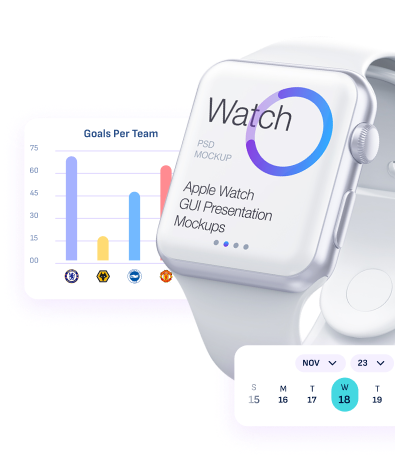 Goals Per Team
75
60
45
30
15
00
Watch
PSD
MOCKUP
Apple Watch
GUI Presentation
Mockups
NOV 23
S M T W T
15 16 17 18 19